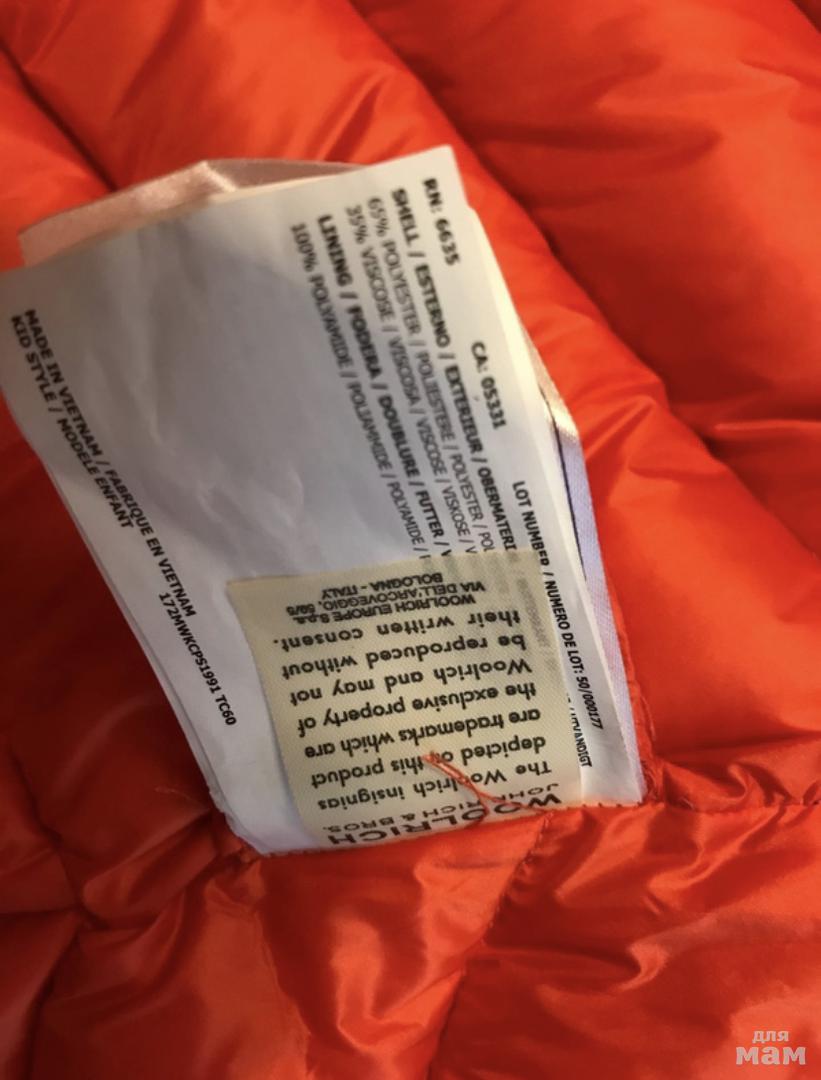 RN: 6635
CA: 05331
LOT NUMBER / NUMERO DE LOT: 50/000177
SHELL / ESTERNO / EXTERIEUR / OBERMATERI
65% POLYESTER / POLIESTERE / POLYESTER / PO
35% VISCOSE / VISCOSA / VISCOSE / VISKOSE / V
LINING / FODERA / DOUBLURE / FUTTER /
100% POLYAMIDE / POLIAMMIDE / POLYAMIDE /
/ UTVANDIGT
MADE IN VIETNAM / FABRIQUE EN VIETNAM
KID STYLE / MODELE ENFANT
172MWKCPS1991 TC60
WOOLRICH
JOHN RICH & BROS.
The Woolrich insignias
depicted on this product
are trademarks which are
the exclusive property of
Woolrich and may not
be reproduced without
their written consent.
WOOLRICH EUROPE S.p.a.
VIA DELL'ARCOVEGGIO, 59/5
BOLOGNA - ITALY
для
мам